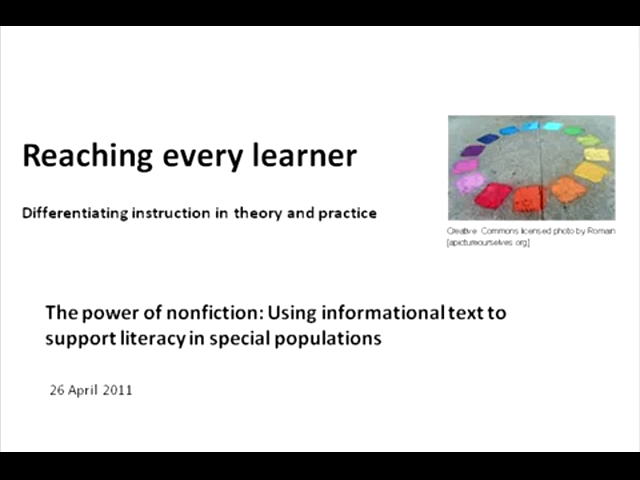 Reaching every learner
Differentiating instruction in theory and practice
Creative Commons licensed photo by Romain
[apictureourselves.org]
The power of nonfiction: Using informational text to
support literacy in special populations
26 April 2011